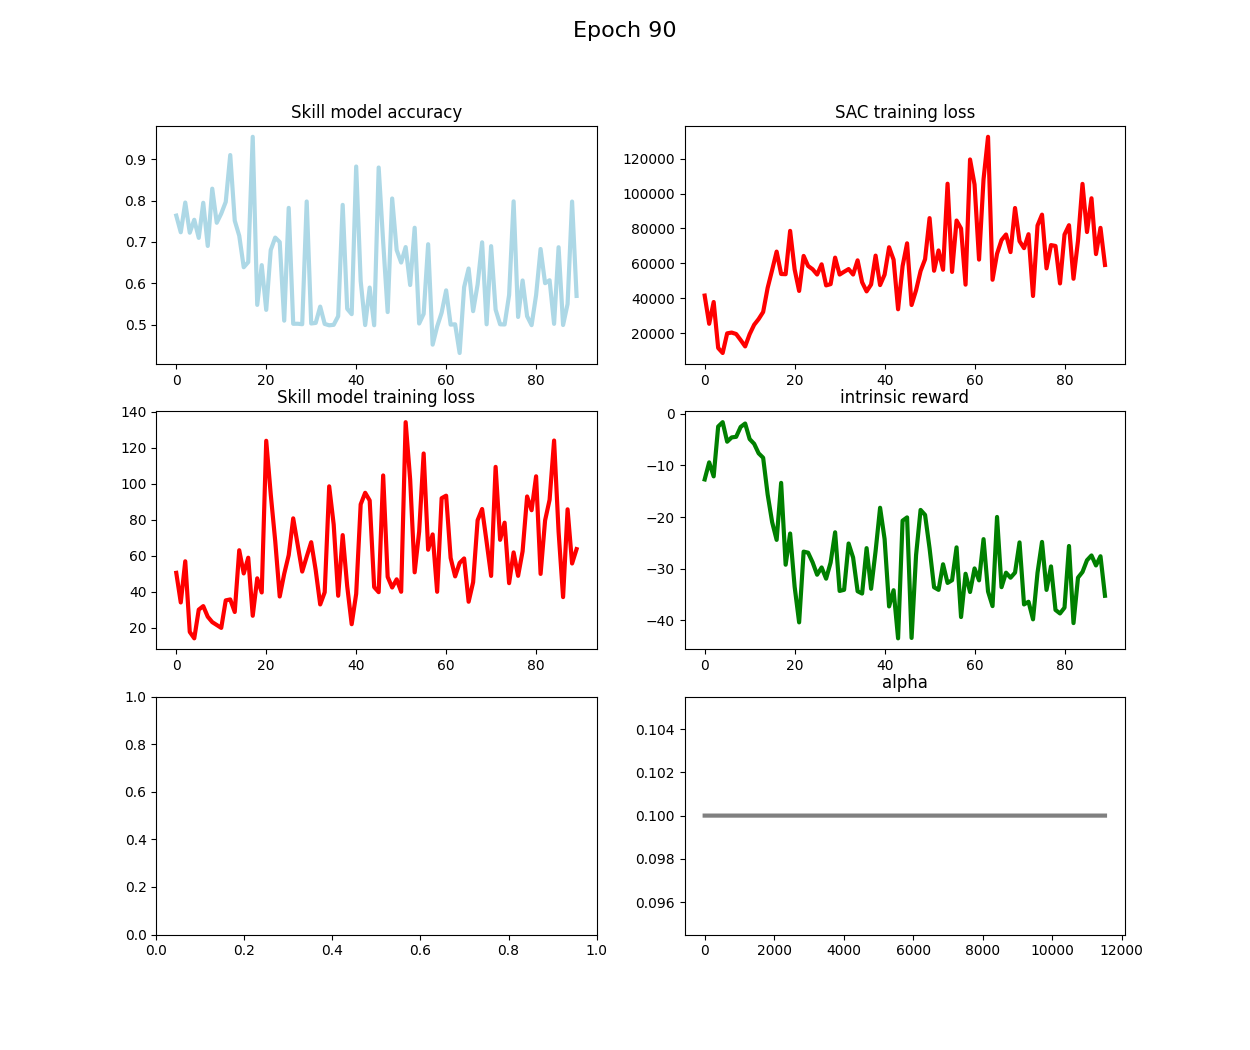 Epoch 90
Skill model accuracy
0.9
0.8
0.7
0.6
0.5
0 20 40 60 80
SAC training loss
120000
100000
80000
60000
40000
20000
0 20 40 60 80
Skill model training loss
140
120
100
80
60
40
20
0 20 40 60 80
intrinsic reward
0
−10
−20
−30
−40
0 20 40 60 80
1.0
0.8
0.6
0.4
0.2
0.0
0.0 0.2 0.4 0.6 0.8 1.0
alpha
0.104
0.102
0.100
0.098
0.096
0 2000 4000 6000 8000 10000 12000